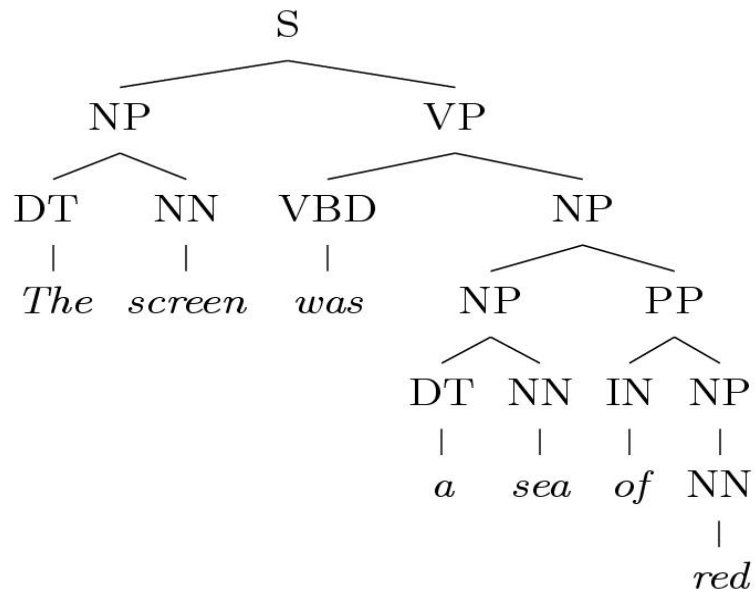 S
NP VP
DT NN VBD NP
The screen was NP PP
DT NN IN NP
a sea of NN
red